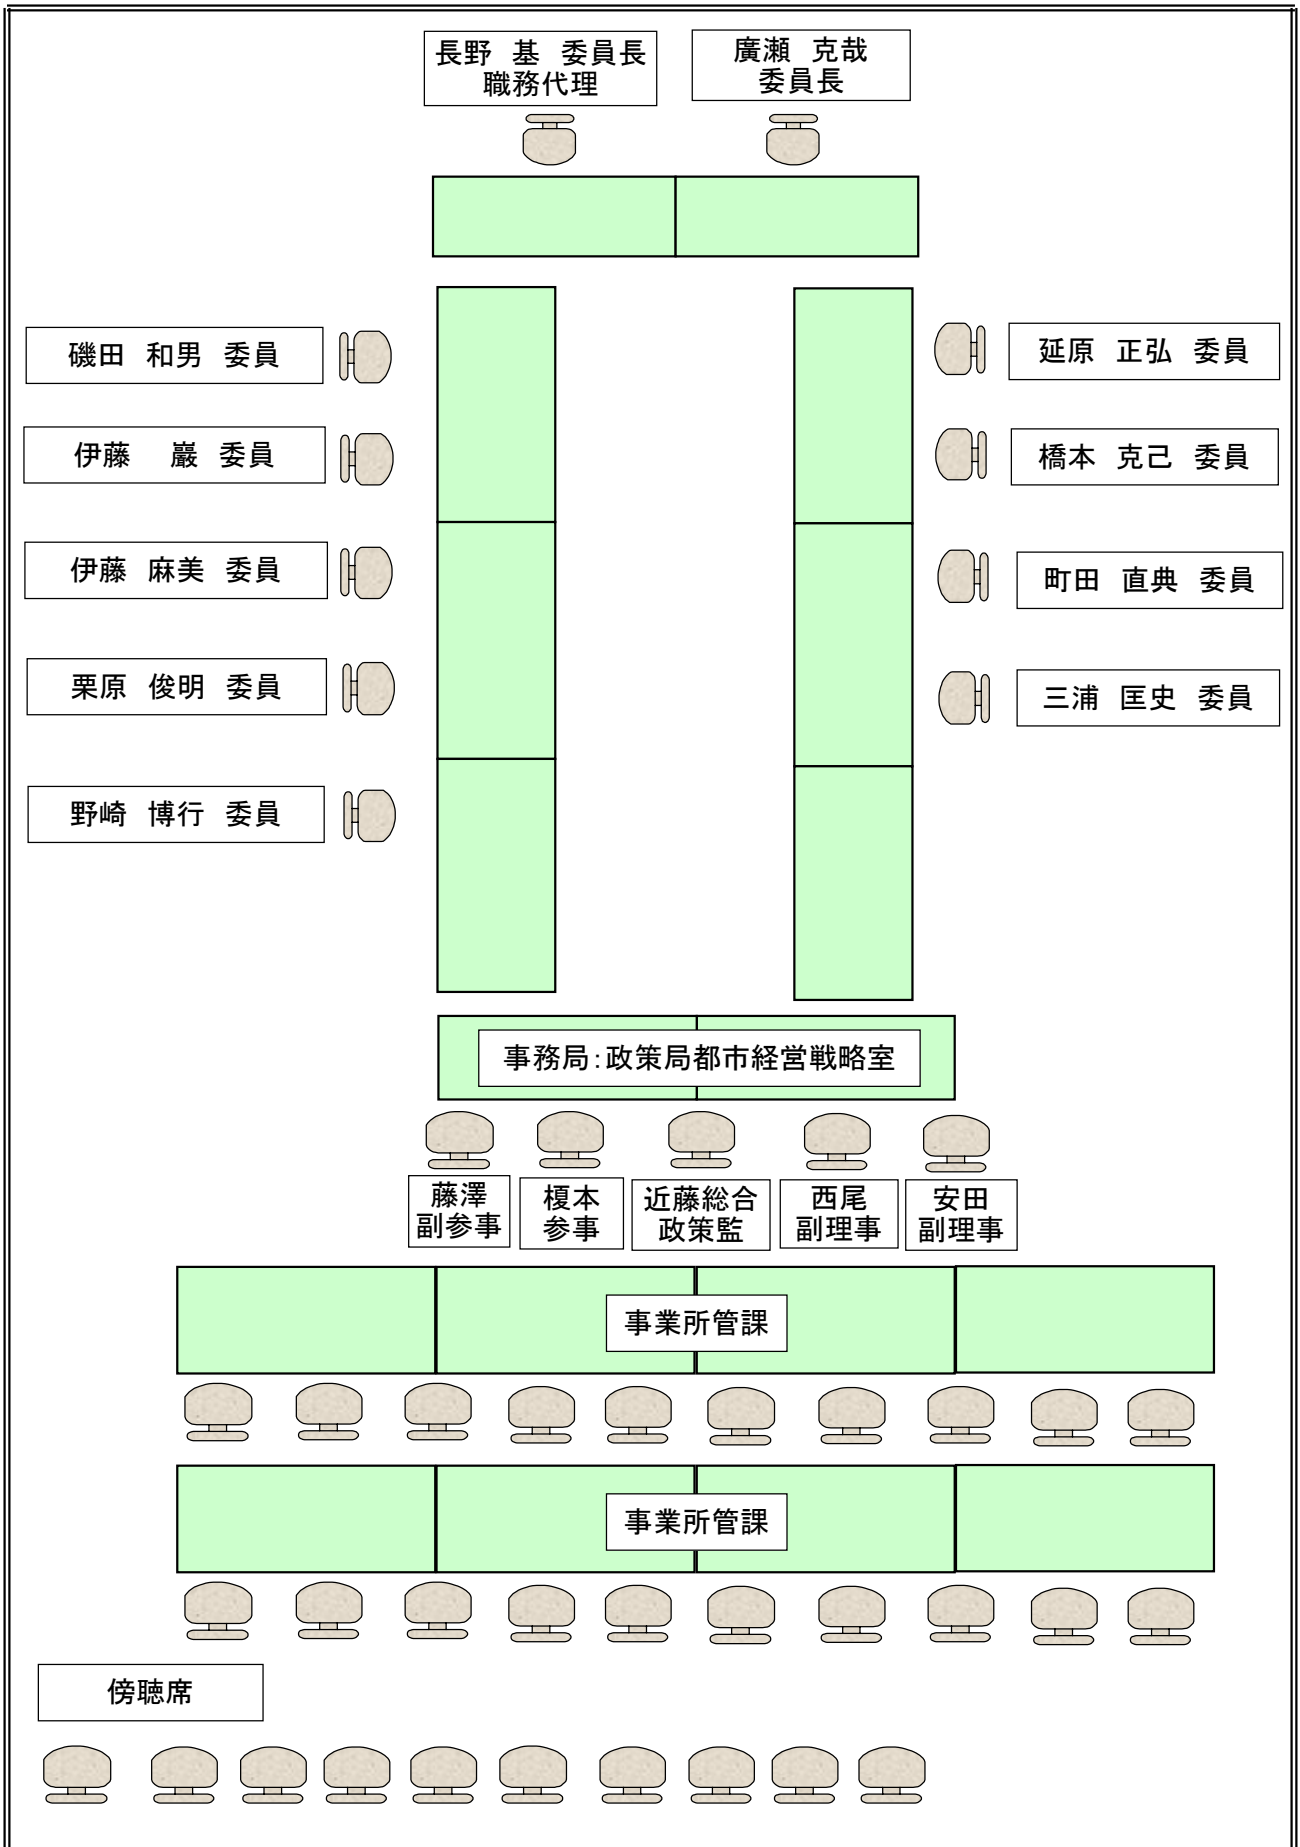 長野 基 委員長
職務代理
廣瀬 克哉
委員長
磯田 和男 委員
延原 正弘 委員
伊藤 巖 委員
橋本 克己 委員
伊藤 麻美 委員
町田 直典 委員
栗原 俊明 委員
三浦 匡史 委員
野崎 博行 委員
事務局:政策局都市経営戦略室
藤澤
副参事
榎本
参事
近藤総合
政策監
西尾
副理事
安田
副理事
事業所管課
事業所管課
傍聴席